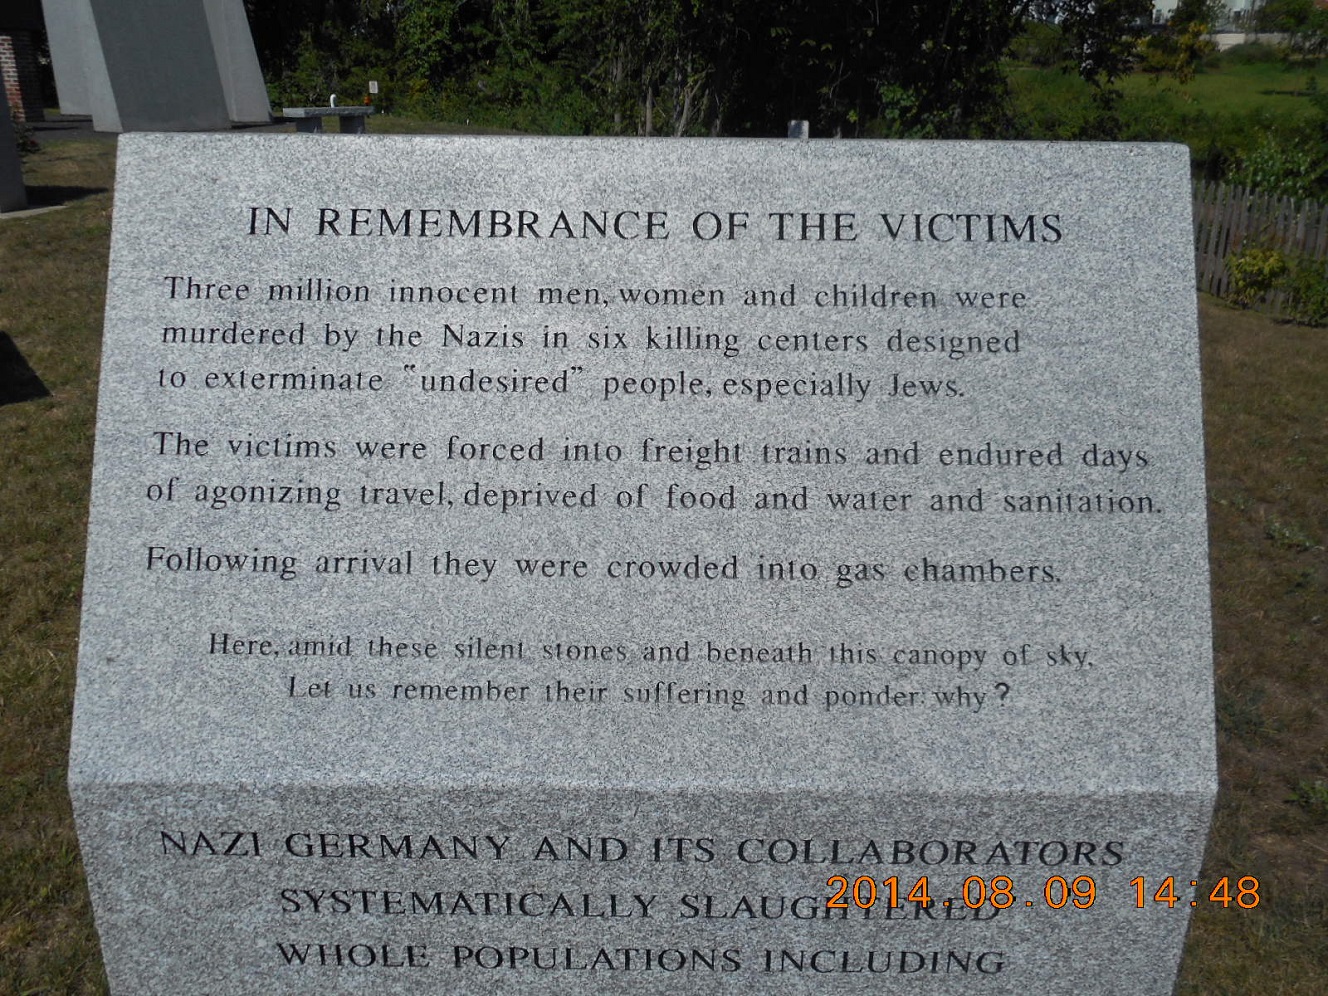 IN REMEMBRANCE OF THE VICTIMS
Three million innocent men, women and children were
murdered by the Nazis in six killing centers designed
to exterminate "undesired" people, especially Jews.
The victims were forced into freight trains and endured days
of agonizing travel, deprived of food and water and sanitation.
Following arrival they were crowded into gas chambers.
Here, amid these silent stones and beneath this canopy of sky,
Let us remember their suffering and ponder: why?
NAZI GERMANY AND ITS COLLABORATORS
SYSTEMATICALLY SLAUGHTERED
WHOLE POPULATIONS INCLUDING
2014.08.09 14:48